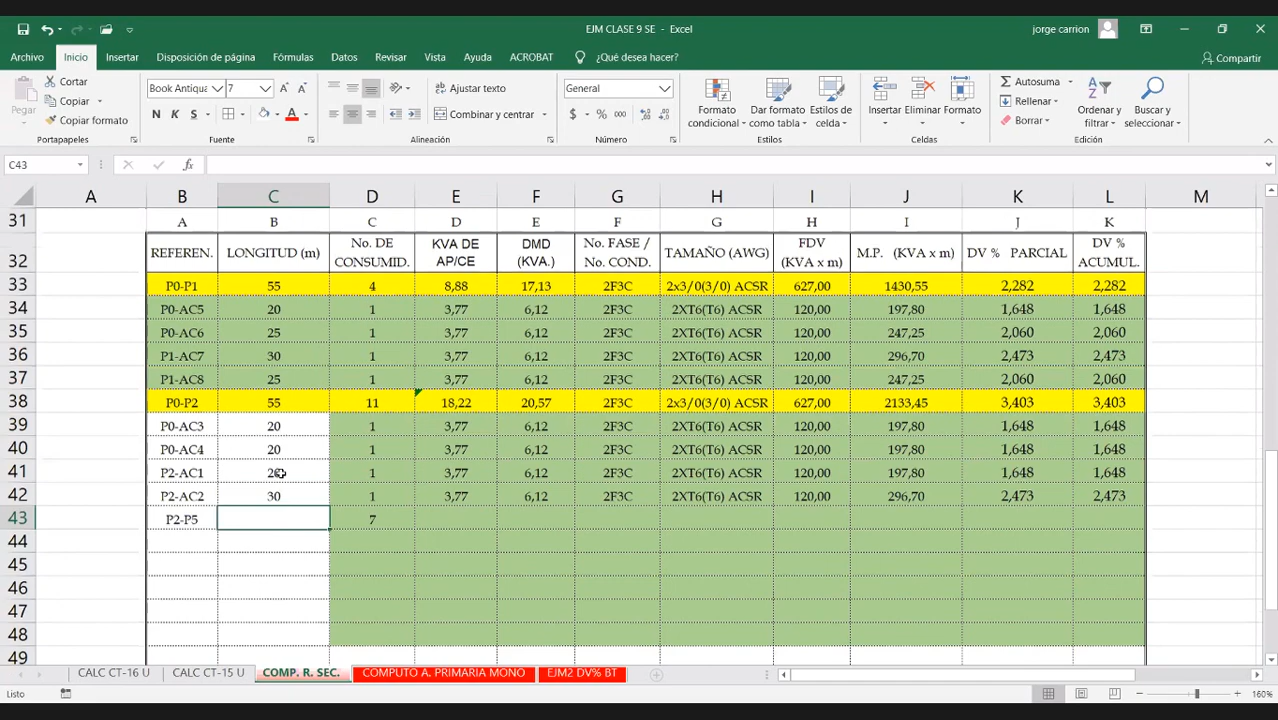 EJM CLASE 9 SE - Excel
jorge carrion
Archivo Inicio Insertar Disposición de página Fórmulas Datos Revisar Vista Ayuda ACROBAT ¿Qué desea hacer? Compartir
Pegar Cortar
Copiar
Copiar formato
Book Antiqua 7
N K S A
Ajustar texto
Combinar y centrar
General
$ % 000
Formato condicional
Dar formato como tabla
Estilos de celda
Insertar Eliminar Formato
Autosuma
Rellenar
Borrar
Ordenar y filtrar
Buscar y seleccionar
Portapapeles Fuente Alineación Número Estilos Celdas Edición
C43 fx
A B C D E F G H I J K L M
31 A B C D E F G H I J K
32 REFEREN. LONGITUD (m) No. DE CONSUMID. KVA DE AP/CE DMD (KVA.) No. FASE / No. COND. TAMAÑO (AWG) FDV (KVA x m) M.P. (KVA x m) DV % PARCIAL DV % ACUMUL.
33 P0-P1 55 4 8,88 17,13 2F3C 2x3/0(3/0) ACSR 627,00 1430,55 2,282 2,282
34 P0-AC5 20 1 3,77 6,12 2F3C 2XT6(T6) ACSR 120,00 197,80 1,648 1,648
35 P0-AC6 25 1 3,77 6,12 2F3C 2XT6(T6) ACSR 120,00 247,25 2,060 2,060
36 P1-AC7 30 1 3,77 6,12 2F3C 2XT6(T6) ACSR 120,00 296,70 2,473 2,473
37 P1-AC8 25 1 3,77 6,12 2F3C 2XT6(T6) ACSR 120,00 247,25 2,060 2,060
38 P0-P2 55 11 18,22 20,57 2F3C 2x3/0(3/0) ACSR 627,00 2133,45 3,403 3,403
39 P0-AC3 20 1 3,77 6,12 2F3C 2XT6(T6) ACSR 120,00 197,80 1,648 1,648
40 P0-AC4 20 1 3,77 6,12 2F3C 2XT6(T6) ACSR 120,00 197,80 1,648 1,648
41 P2-AC1 20 1 3,77 6,12 2F3C 2XT6(T6) ACSR 120,00 197,80 1,648 1,648
42 P2-AC2 30 1 3,77 6,12 2F3C 2XT6(T6) ACSR 120,00 296,70 2,473 2,473
43 P2-P5 7
44
45
46
47
48
49
CALC CT-16 U CALC CT-15 U COMP. R. SEC. COMPUTO A. PRIMARIA MONO EJM2 DV% BT
Listo 160%